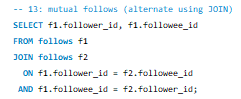 -- 13: mutual follows (alternate using JOIN)
SELECT f1.follower_id, f1.followee_id
FROM follows f1
JOIN follows f2
ON f1.follower_id = f2.followee_id
AND f1.followee_id = f2.follower_id;